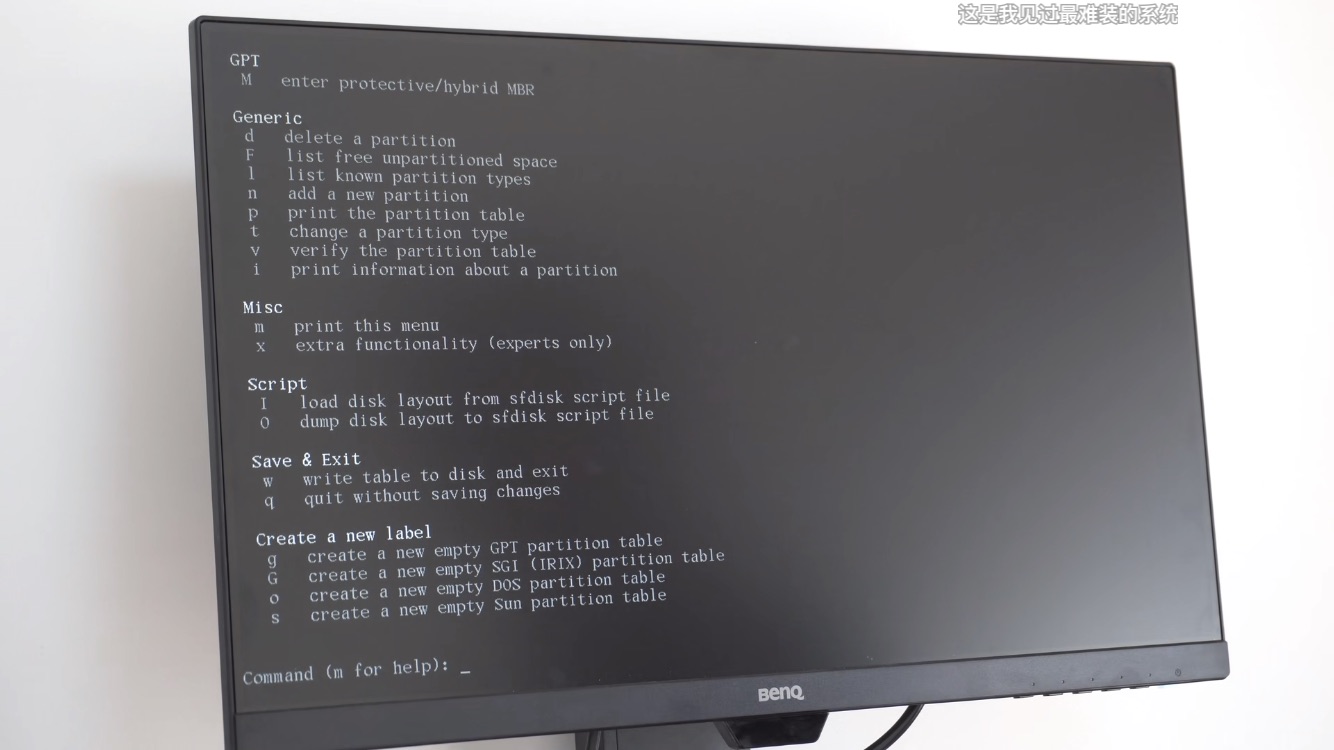 这是我见过最难装的系统
GPT
M enter protective/hybrid MBR
Generic
d delete a partition
F list free unpartitioned space
l list known partition types
n add a new partition
p print the partition table
t change a partition type
v verify the partition table
i print information about a partition
Misc
m print this menu
x extra functionality (experts only)
Script
I load disk layout from sfdisk script file
O dump disk layout to sfdisk script file
Save & Exit
w write table to disk and exit
q quit without saving changes
Create a new label
g create a new empty GPT partition table
G create a new empty SGI (IRIX) partition table
o create a new empty DOS partition table
s create a new empty Sun partition table
Command (m for help): _
BenQ